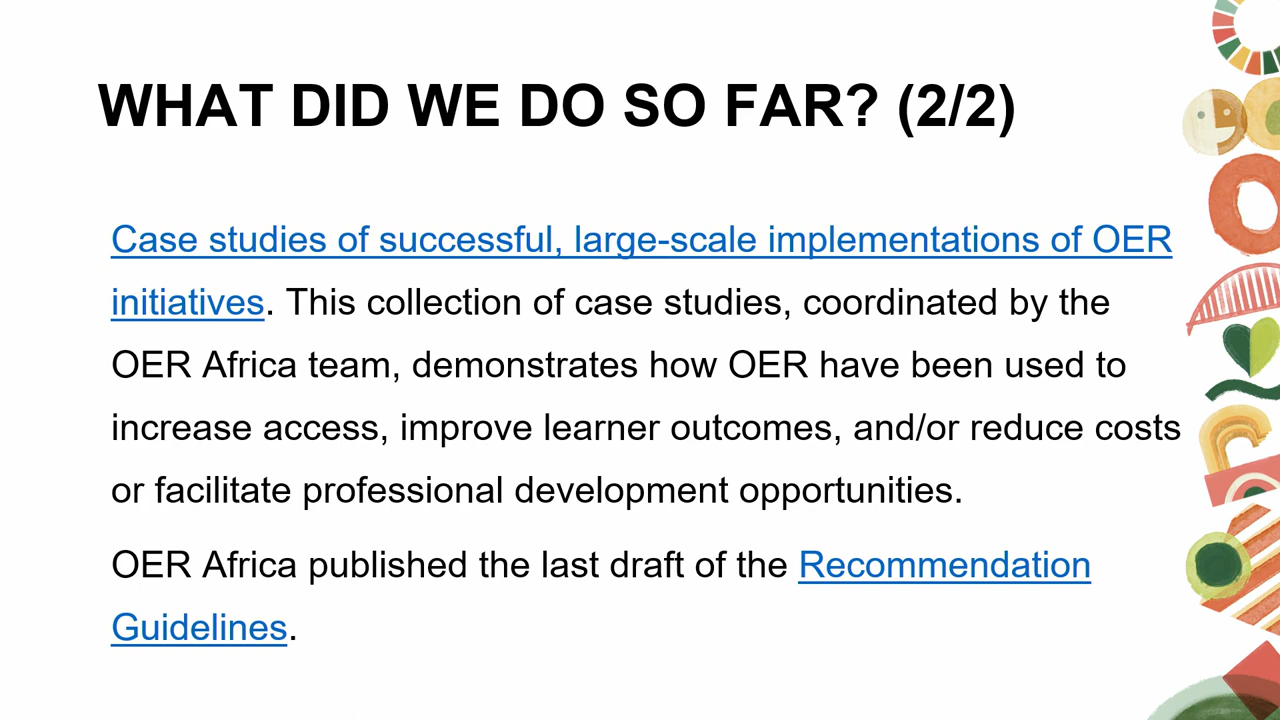 WHAT DID WE DO SO FAR? (2/2)
Case studies of successful, large-scale implementations of OER
initiatives. This collection of case studies, coordinated by the
OER Africa team, demonstrates how OER have been used to
increase access, improve learner outcomes, and/or reduce costs
or facilitate professional development opportunities.
OER Africa published the last draft of the Recommendation
Guidelines.